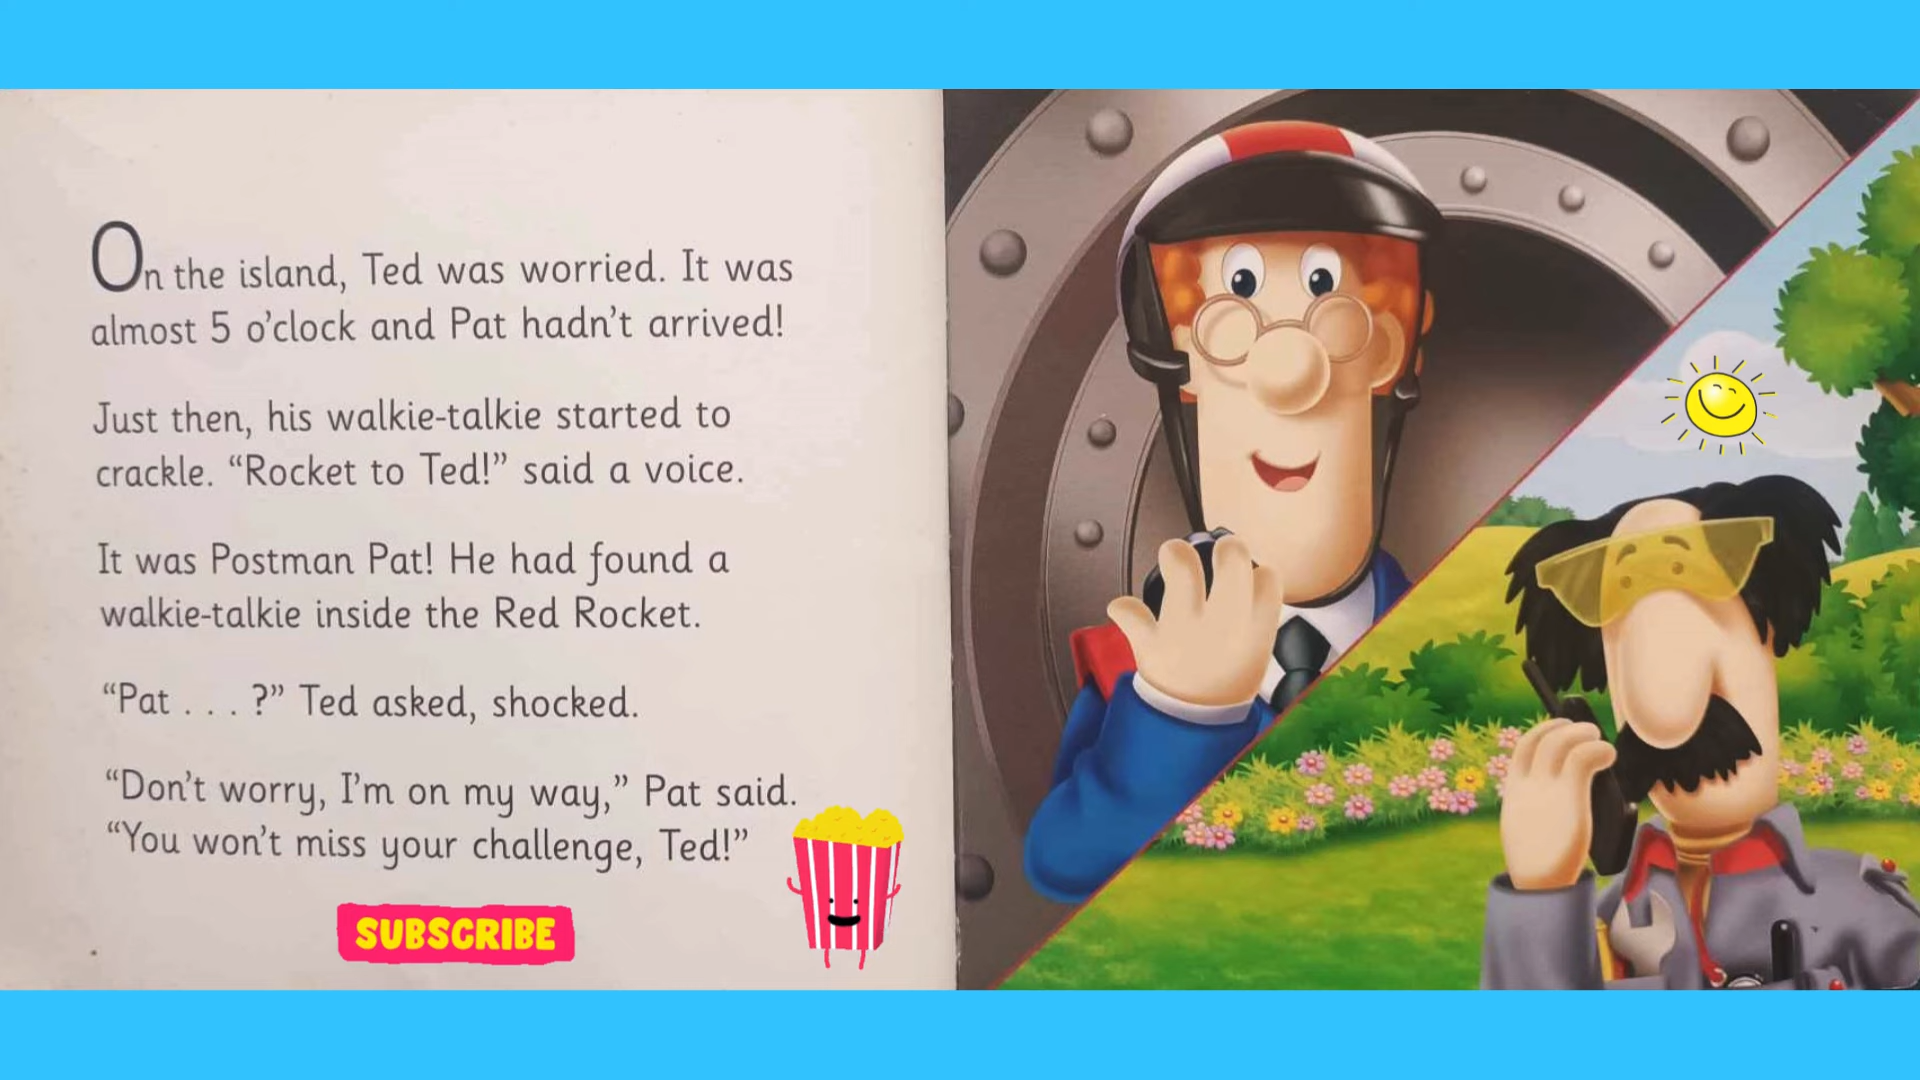 On the island, Ted was worried. It was
almost 5 o’clock and Pat hadn’t arrived!
Just then, his walkie-talkie started to
crackle. “Rocket to Ted!” said a voice.
It was Postman Pat! He had found a
walkie-talkie inside the Red Rocket.
“Pat . . . ?” Ted asked, shocked.
“Don’t worry, I’m on my way,” Pat said.
“You won’t miss your challenge, Ted!”
SUBSCRIBE